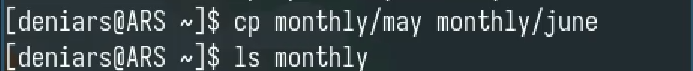 [deniars@ARS ~]$ cp monthly/may monthly/june
[deniars@ARS ~]$ ls monthly